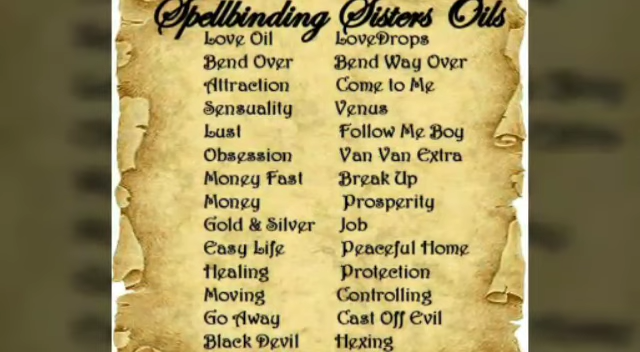 Spellbinding Sisters Oils
Love Oil LoveDrops
Bend Over Bend Way Over
Attraction Come to Me
Sensuality Venus
Lust Follow Me Boy
Obsession Van Van Extra
Money Fast Break Up
Money Prosperity
Gold & Silver Job
Easy Life Peaceful Home
Healing Protection
Moving Controlling
Go Away Cast Off Evil
Black Devil Hexing